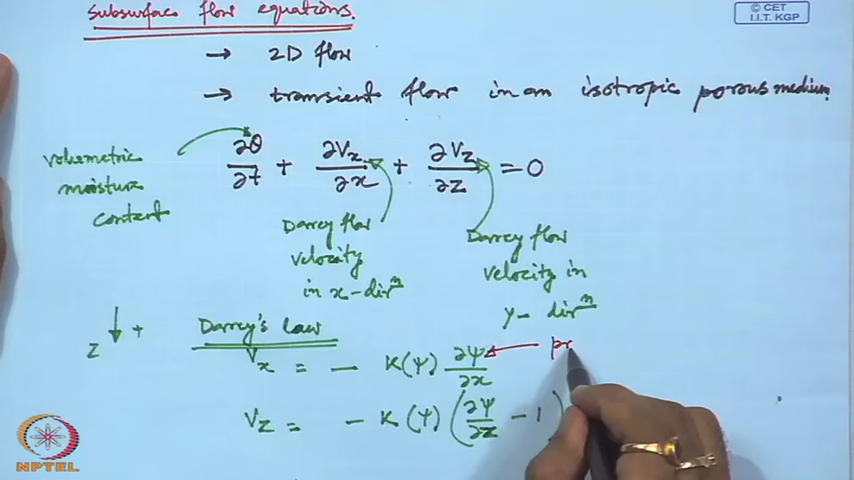 subsurface flow equations.
© CET
I.I.T. KGP
→ 2D flow
→ transient flow in an isotropic porous medium.
∂θ/∂t + ∂Vx/∂x + ∂Vz/∂z = 0
volumetric
moisture
content
Darcy flow
velocity
in x-dirⁿ
Darcy flow
velocity in
y- dirⁿ
z ↓ +
Darcy's law
Vx = - K(ψ) ∂ψ/∂x ← pr
Vz = - K(ψ) (∂ψ/∂z - 1)
NPTEL